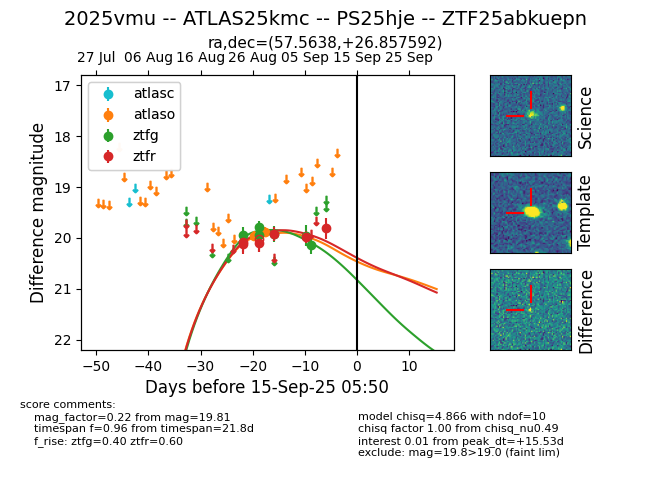 2025vmu -- ATLAS25kmc -- PS25hje -- ZTF25abkuepn
ra,dec=(57.5638,+26.857592)
27 Jul 06 Aug 16 Aug 26 Aug 05 Sep 15 Sep 25 Sep
17
18
19
20
21
22
Difference magnitude
atlasc
atlaso
ztfg
ztfr
−50 −40 −30 −20 −10 0 10
Days before 15-Sep-25 05:50
Science
Template
Difference
score comments:
mag_factor=0.22 from mag=19.81
timespan f=0.96 from timespan=21.8d
f_rise: ztfg=0.40 ztfr=0.60
model chisq=4.866 with ndof=10
chisq factor 1.00 from chisq_nu0.49
interest 0.01 from peak_dt=+15.53d
exclude: mag=19.8>19.0 (faint lim)